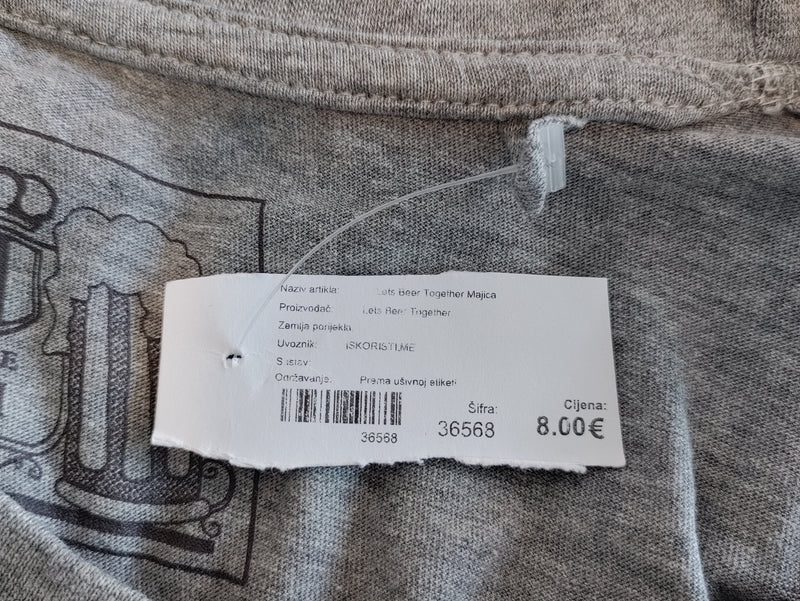 Naziv artikla: Lets Beer Together Majica
Proizvođač: Lets Beer Together
Zemlja porijekla:
Uvoznik: ISKORISTI.ME
Sastav:
Održavanje: Prema ušivnoj etiketi
36568
Šifra:
36568
Cijena:
8.00€